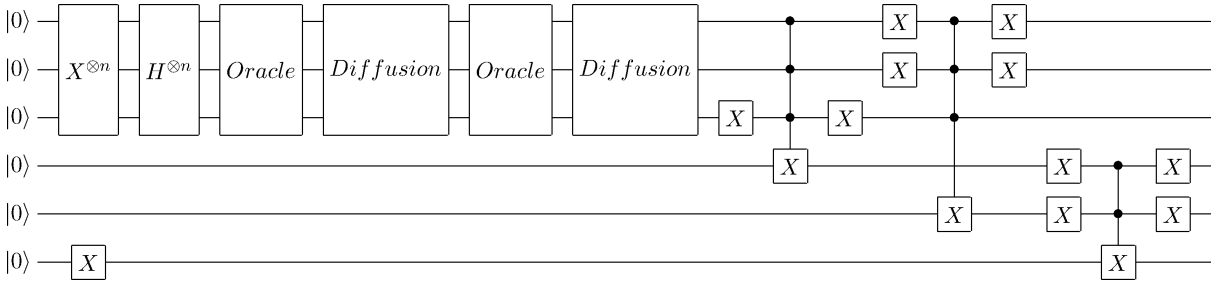 |0⟩ X X
|0⟩ X^{⊗n} H^{⊗n} Oracle Diffusion Oracle Diffusion X X
|0⟩ X X
|0⟩ X X X
|0⟩ X X X
|0⟩ X X